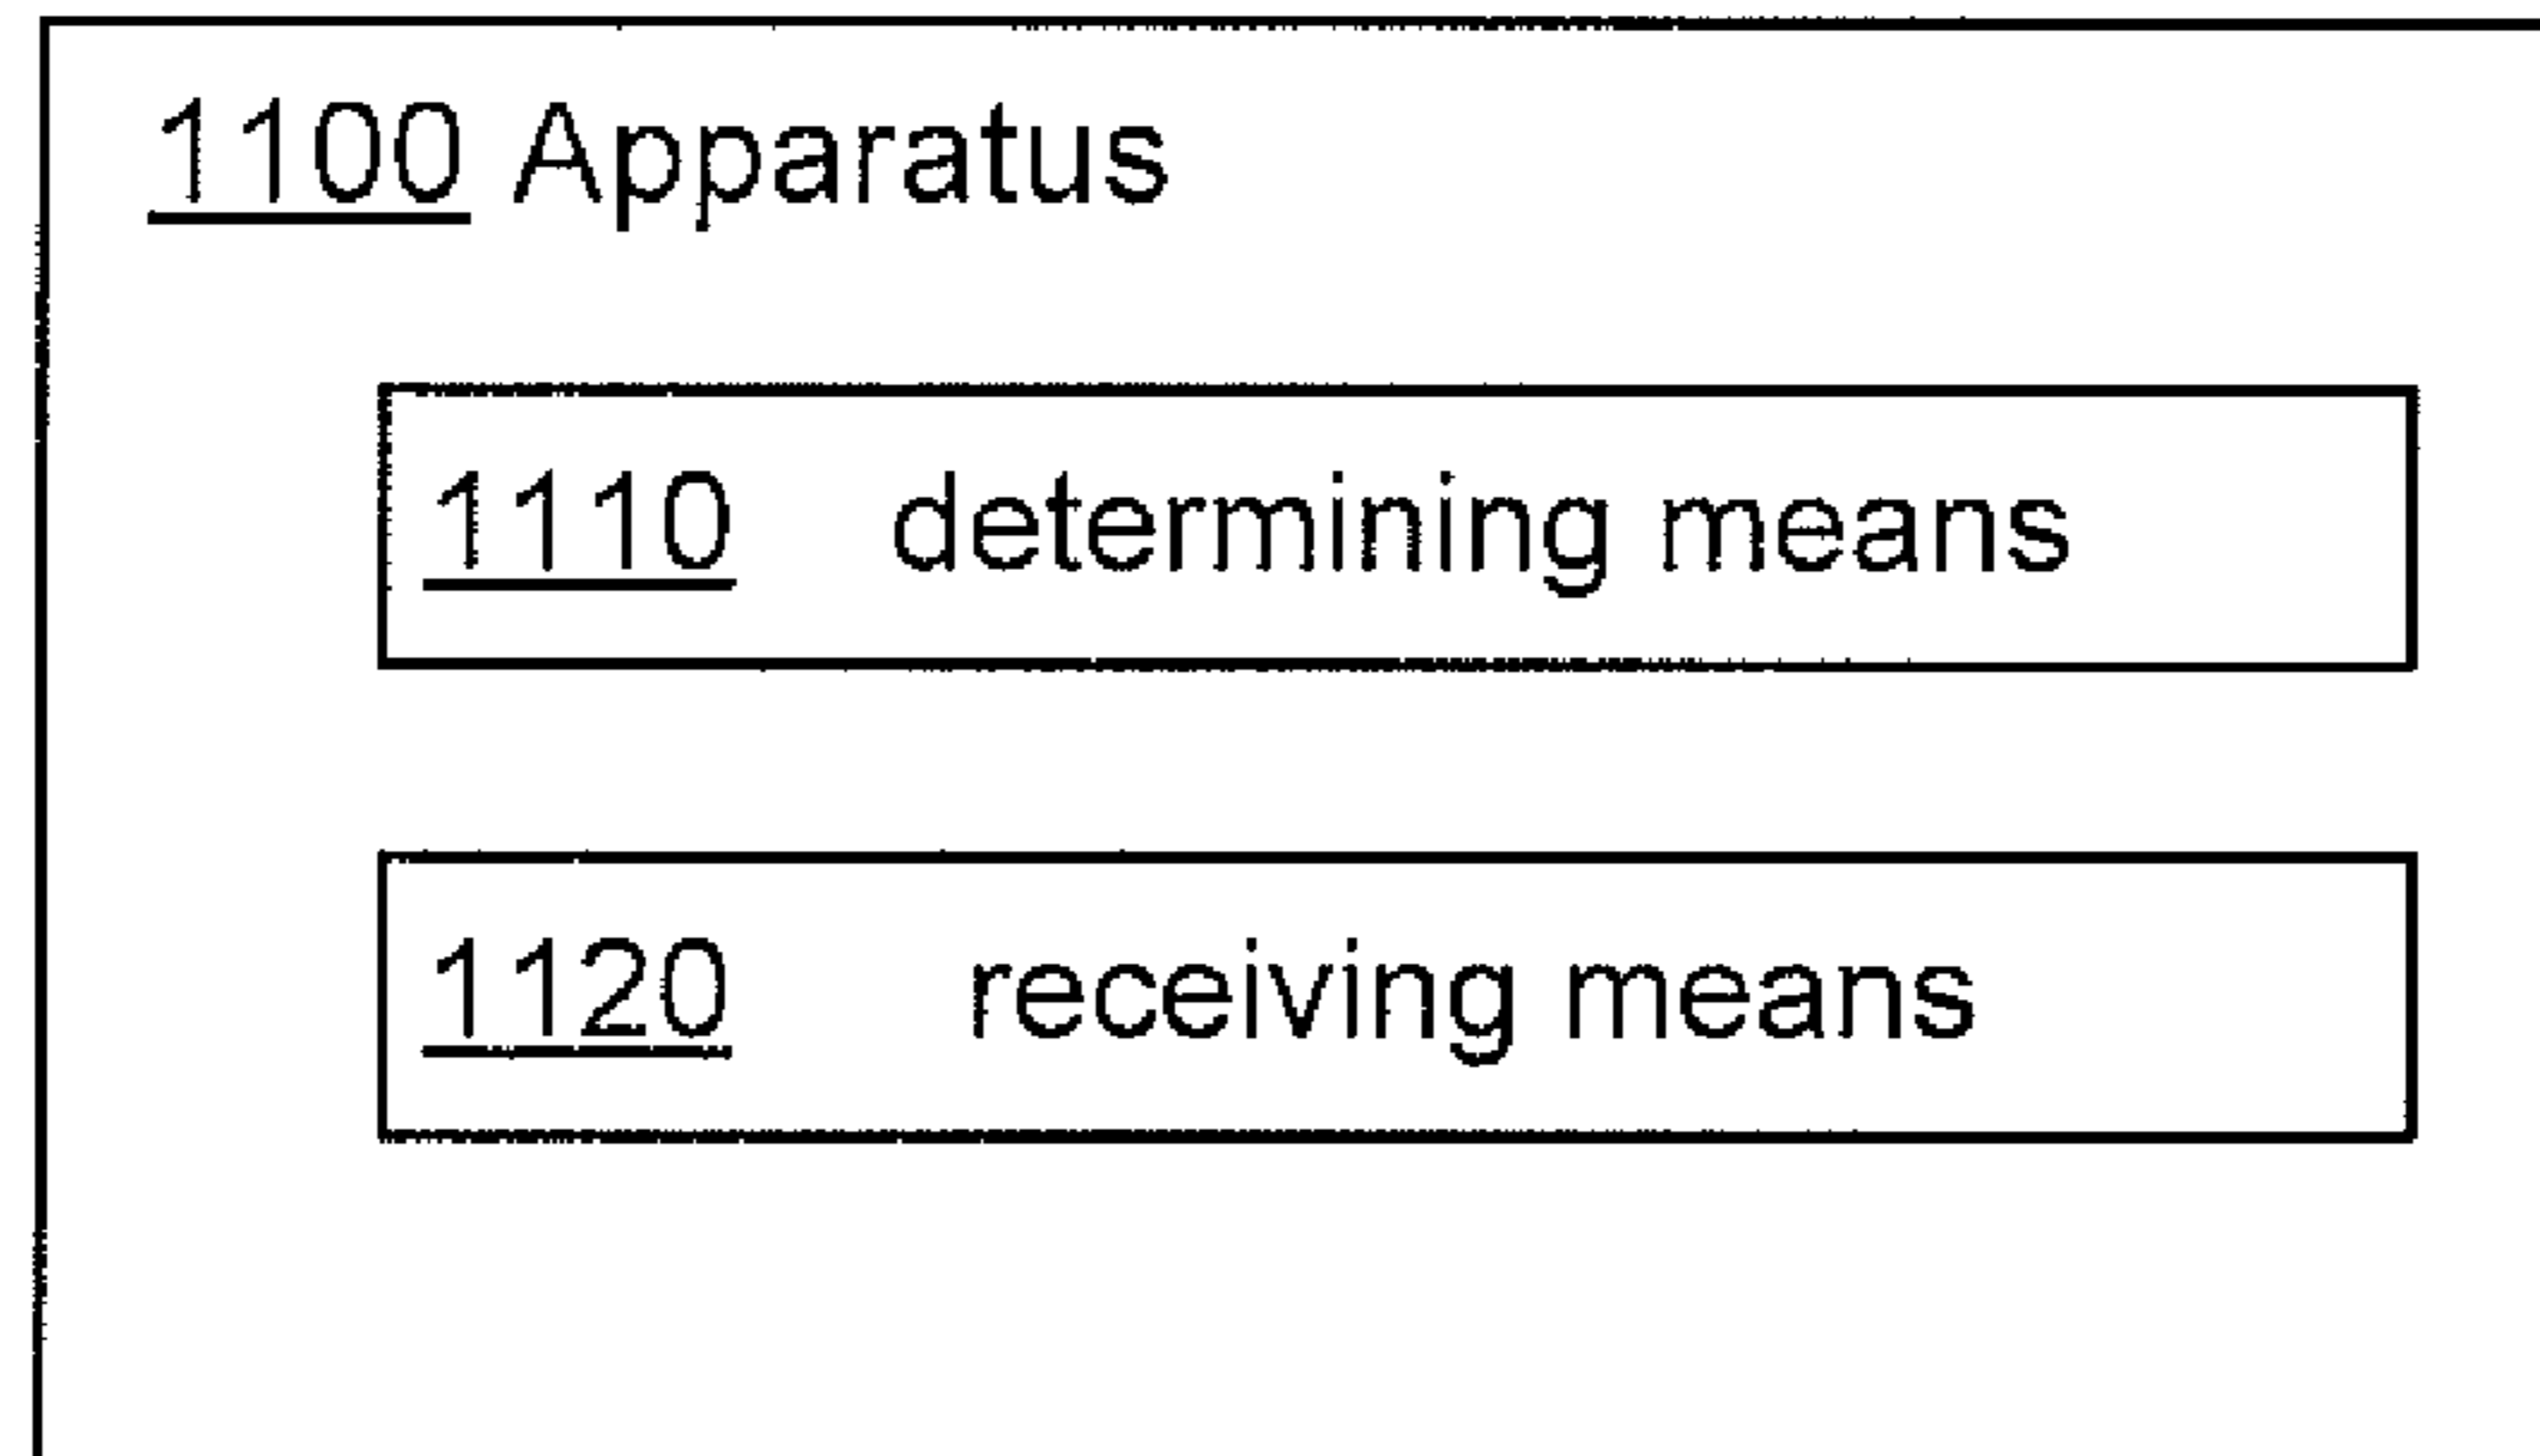 1100 Apparatus
1110 determining means
1120 receiving means